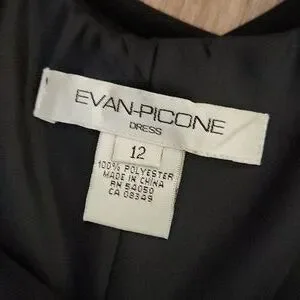 EVAN-PICONE
DRESS
12
100% POLYESTER
MADE IN CHINA
RN 54050
CA 08349